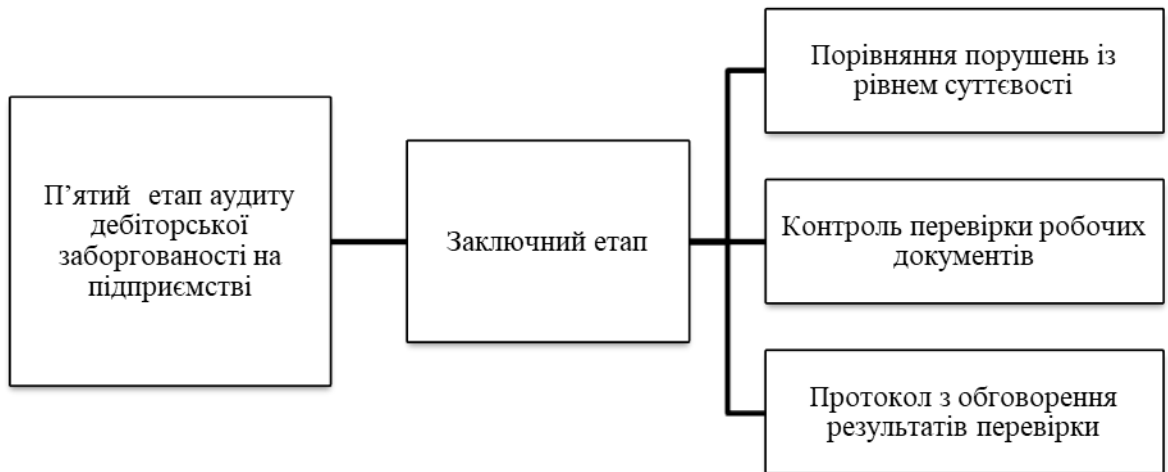 П’ятий етап аудиту
дебіторської
заборгованості на
підприємстві
Заключний етап
Порівняння порушень із
рівнем суттєвості
Контроль перевірки робочих
документів
Протокол з обговорення
результатів перевірки